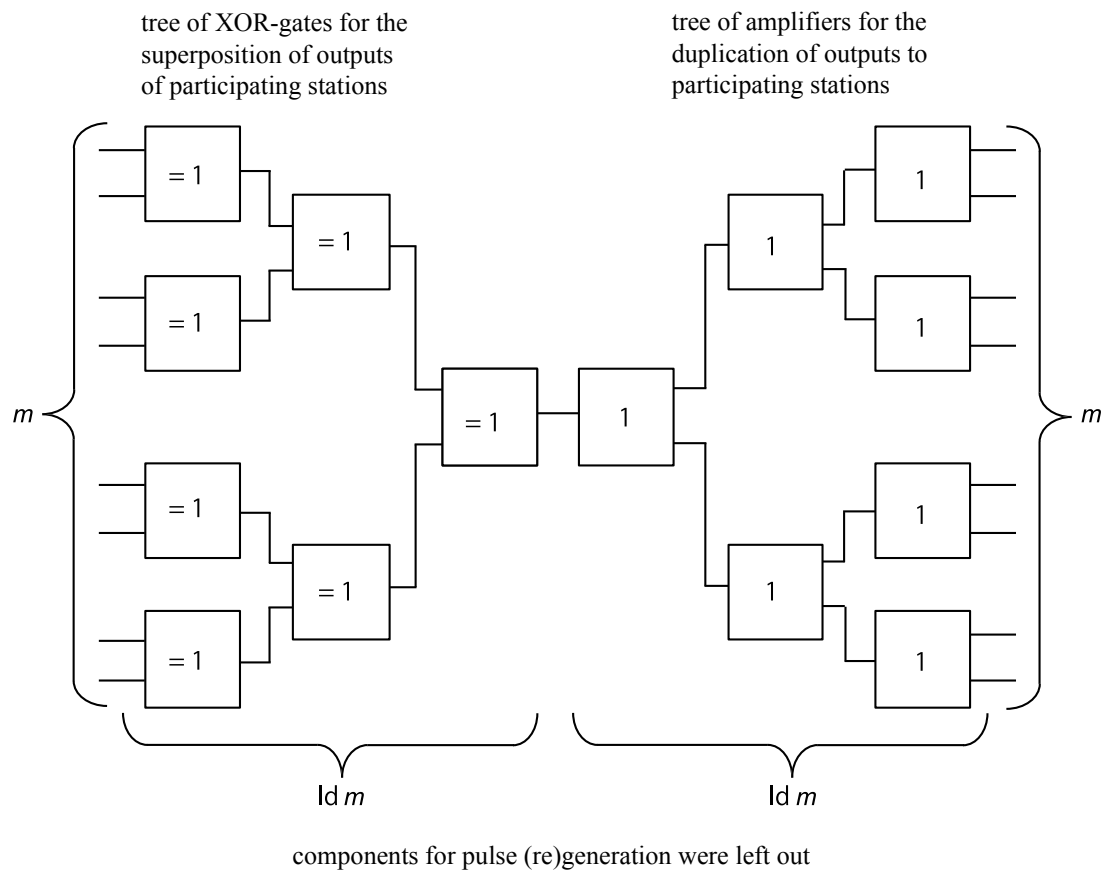 tree of XOR-gates for the
superposition of outputs
of participating stations
tree of amplifiers for the
duplication of outputs to
participating stations
= 1
= 1
= 1
= 1
= 1
= 1
= 1
1
1
1
1
1
1
1
m
m
ld m
ld m
components for pulse (re)generation were left out